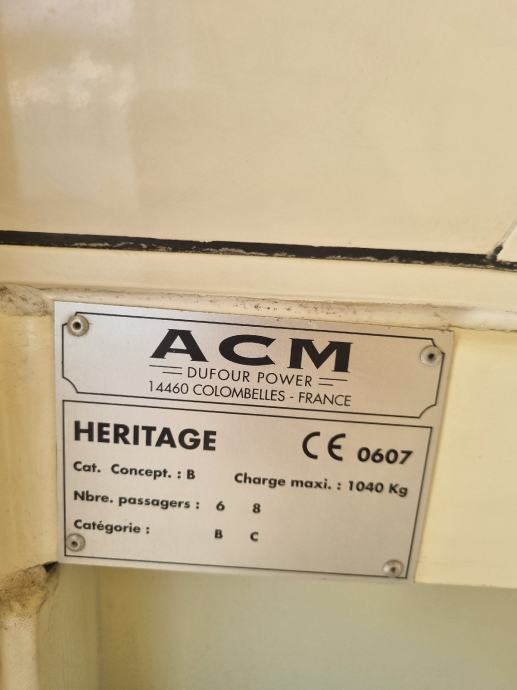 ACM
DUFOUR POWER
14460 COLOMBELLES - FRANCE
HERITAGE CE 0607
Cat. Concept. : B Charge maxi. : 1040 Kg
Nbre. passagers : 6 8
Catégorie : B C